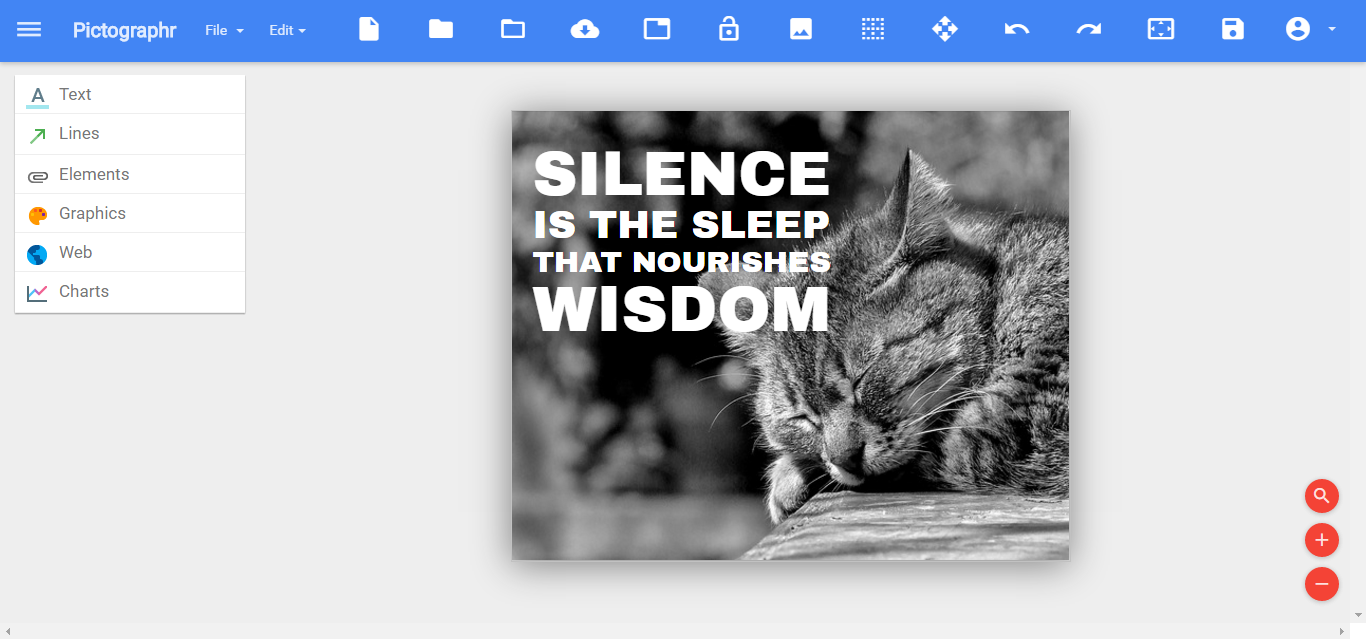 Pictographr
File
Edit
Text
Lines
Elements
Graphics
Web
Charts
SILENCE
IS THE SLEEP
THAT NOURISHES
WISDOM